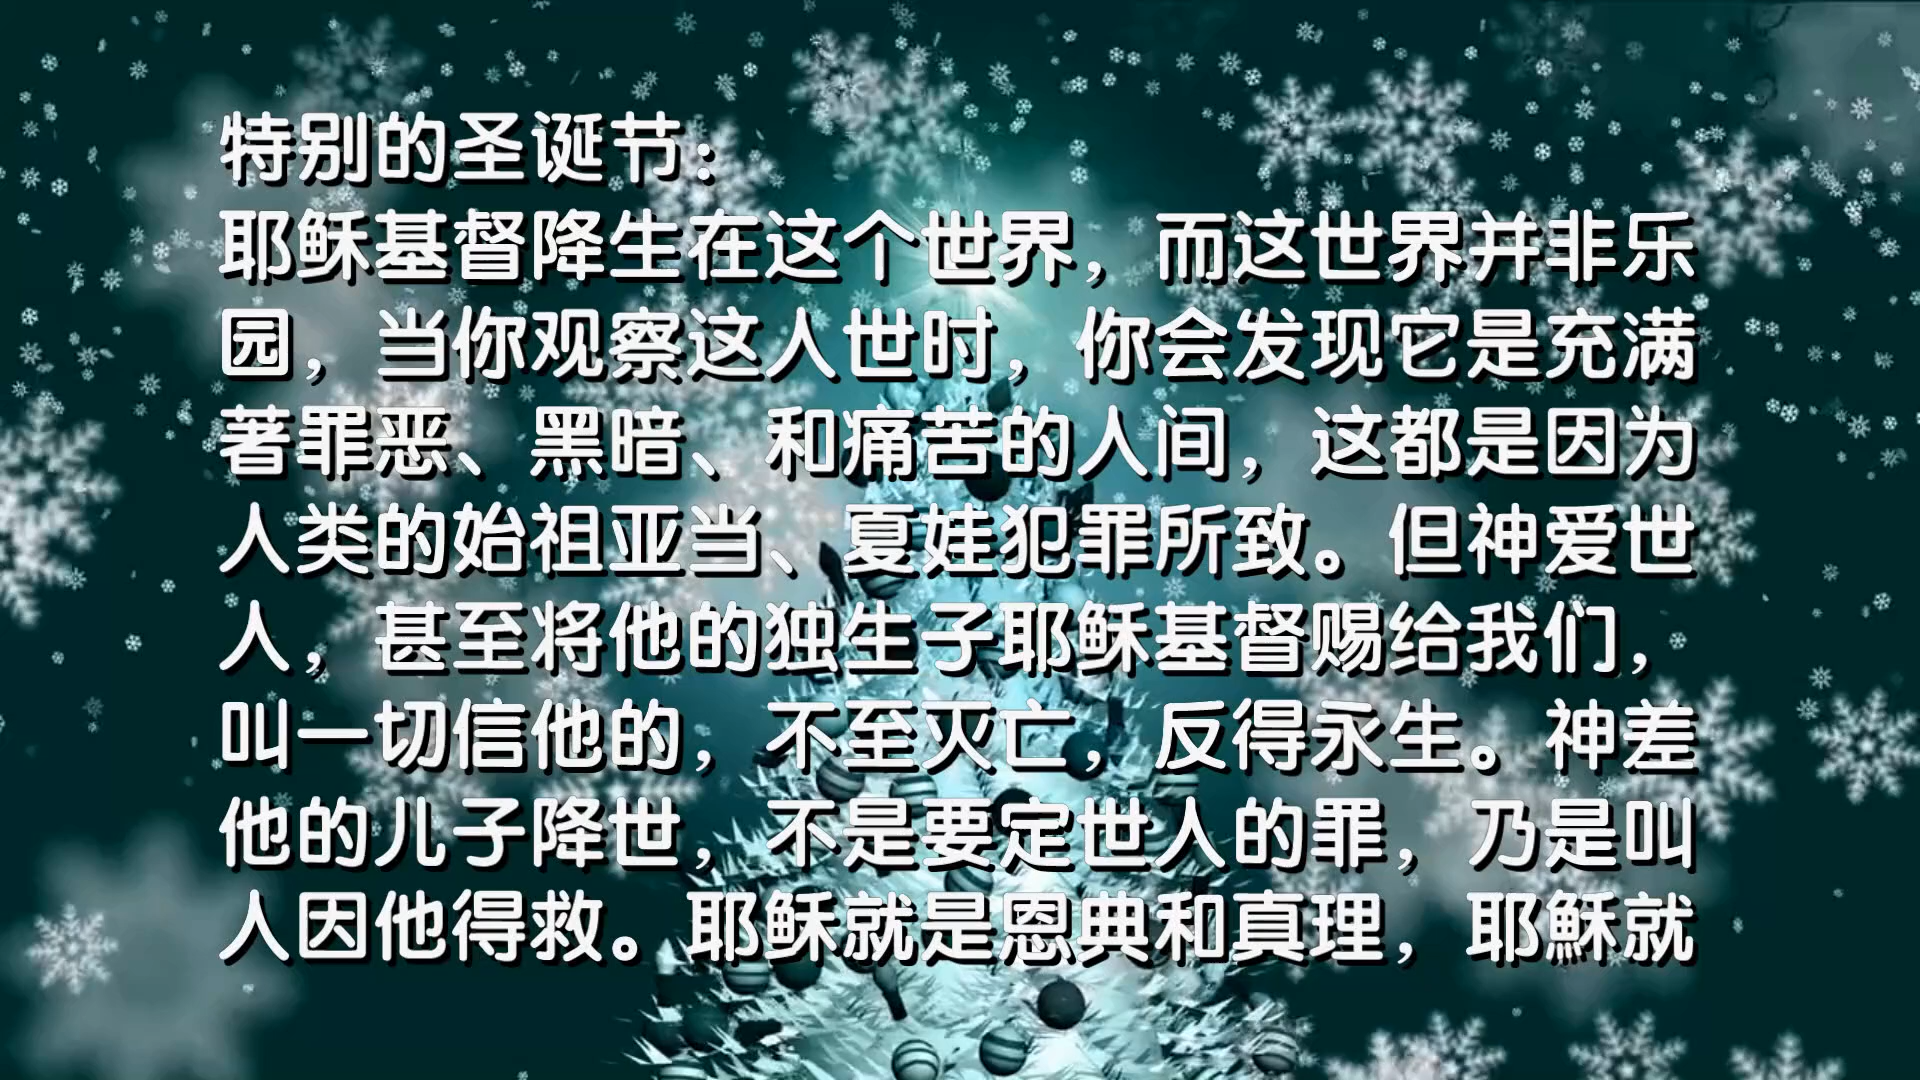 特别的圣诞节：
耶稣基督降生在这个世界，而这世界并非乐
园，当你观察这人世时，你会发现它是充满
著罪恶、黑暗、和痛苦的人间，这都是因为
人类的始祖亚当、夏娃犯罪所致。但神爱世
人，甚至将他的独生子耶稣基督赐给我们，
叫一切信他的，不至灭亡，反得永生。神差
他的儿子降世，不是要定世人的罪，乃是叫
人因他得救。耶稣就是恩典和真理，耶穌就